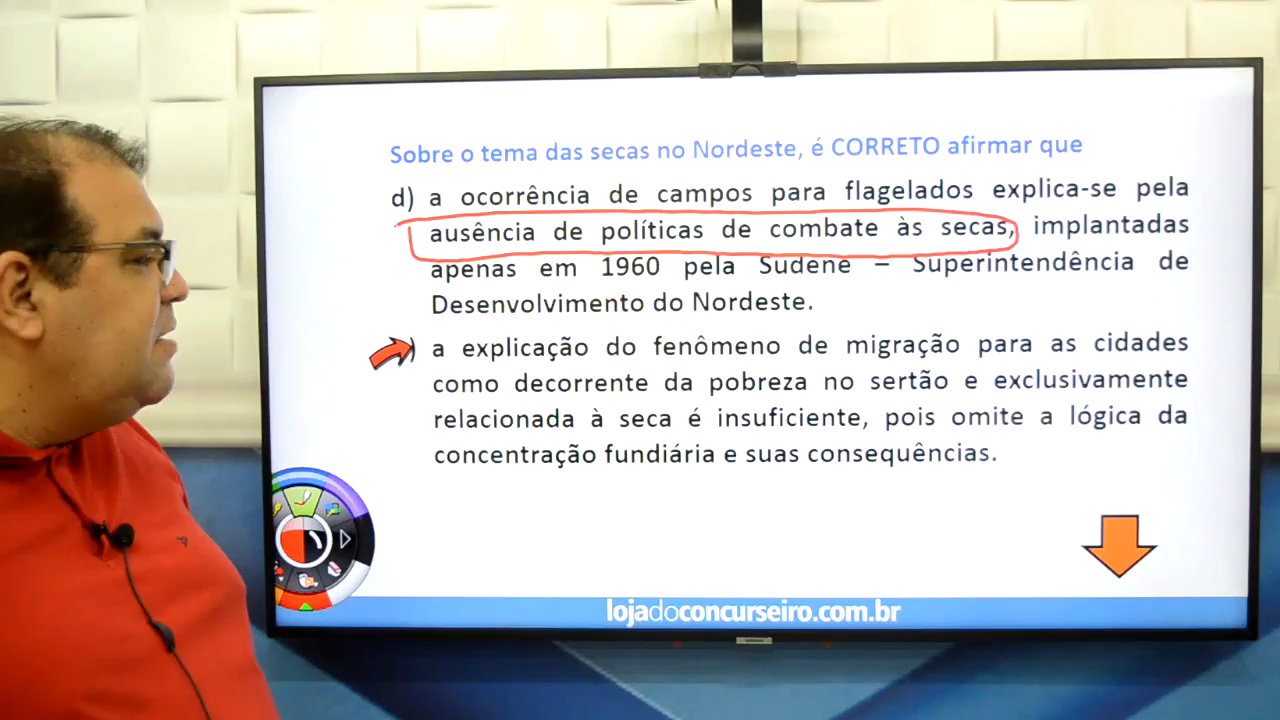 Sobre o tema das secas no Nordeste, é CORRETO afirmar que
d) a ocorrência de campos para flagelados explica-se pela
ausência de políticas de combate às secas, implantadas
apenas em 1960 pela Sudene – Superintendência de
Desenvolvimento do Nordeste.
) a explicação do fenômeno de migração para as cidades
como decorrente da pobreza no sertão e exclusivamente
relacionada à seca é insuficiente, pois omite a lógica da
concentração fundiária e suas consequências.
lojadoconcurseiro.com.br